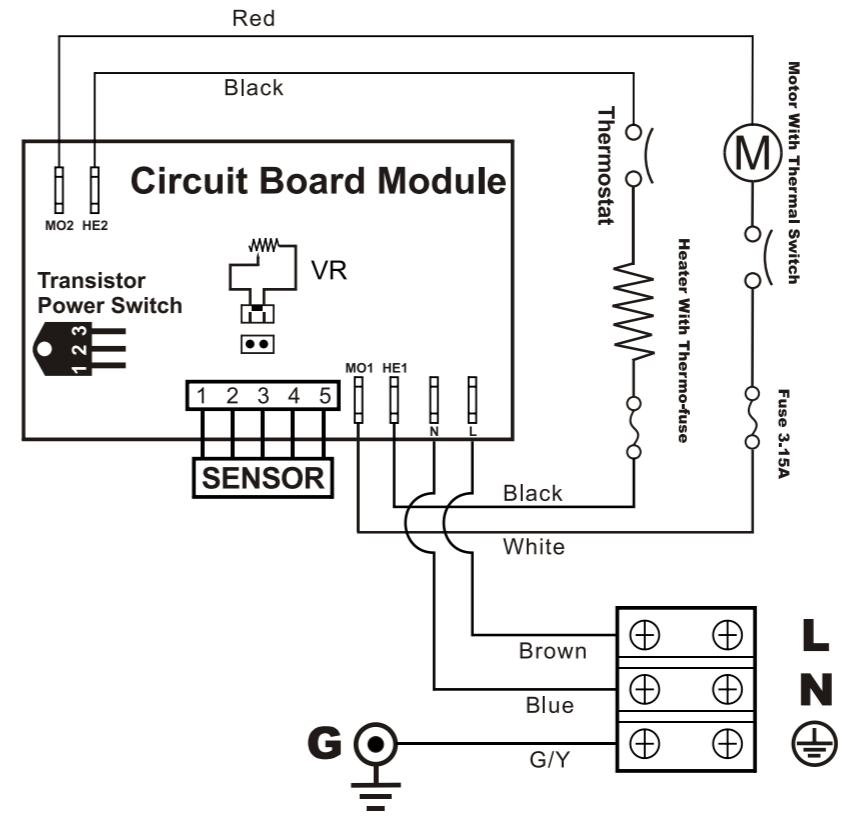 Red
Black
Circuit Board Module
MO2 HE2
Transistor
Power Switch
1 2 3
VR
Thermostat
Heater With Thermo-fuse
M
Motor With Thermal Switch
Fuse 3.15A
MO1 HE1
1 2 3 4 5
N L
SENSOR
Black
White
Brown
L
Blue
N
G
G/Y